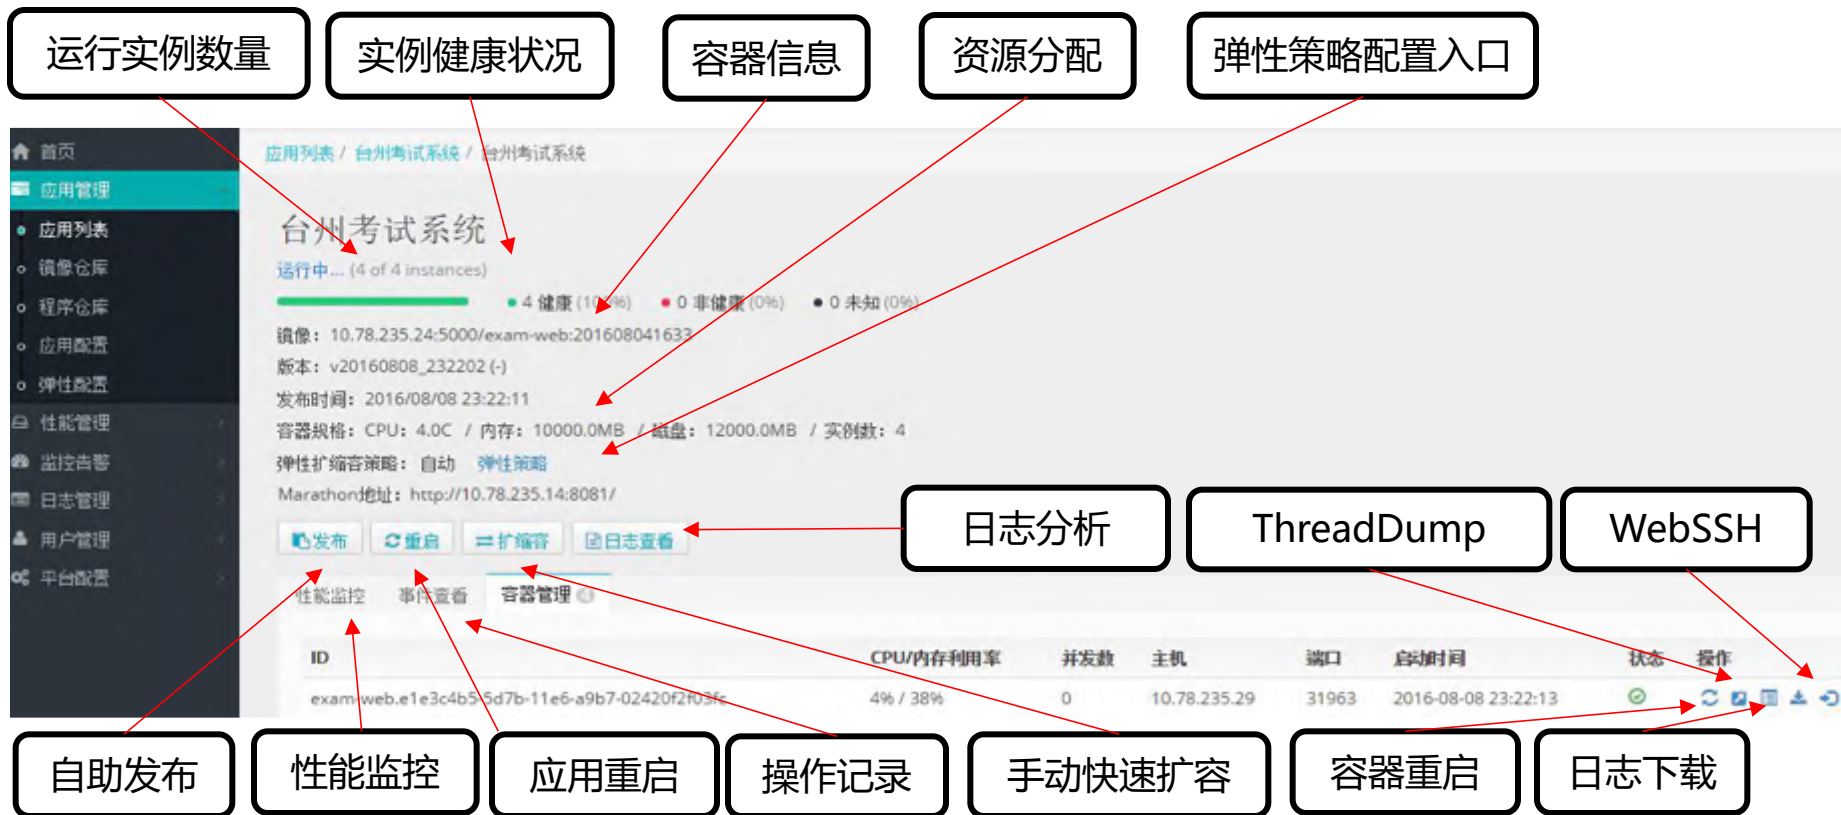 运行实例数量
实例健康状况
容器信息
资源分配
弹性策略配置入口
首页
应用管理
应用列表
镜像仓库
程序仓库
应用配置
弹性配置
性能管理
监控告警
日志管理
用户管理
平台配置
应用列表 / 台州考试系统 / 台州考试系统
台州考试系统
运行中... (4 of 4 instances)
4 健康 (100%) 0 非健康 (0%) 0 未知 (0%)
镜像：10.78.235.24:5000/exam-web:201608041633
版本：v20160808_232202 (-)
发布时间：2016/08/08 23:22:11
容器规格：CPU：4.0C / 内存：10000.0MB / 磁盘：12000.0MB / 实例数：4
弹性扩缩容策略：自动 弹性策略
Marathon地址：http://10.78.235.14:8081/
发布 重启 扩缩容 日志查看
日志分析
ThreadDump
WebSSH
性能监控 事件查看 容器管理 4
ID CPU/内存利用率 并发数 主机 端口 启动时间 状态 操作
exam-web.e1e3c4b5-5d7b-11e6-a9b7-02420f2f03fc 4% / 38% 0 10.78.235.29 31963 2016-08-08 23:22:13
自助发布
性能监控
应用重启
操作记录
手动快速扩容
容器重启
日志下载